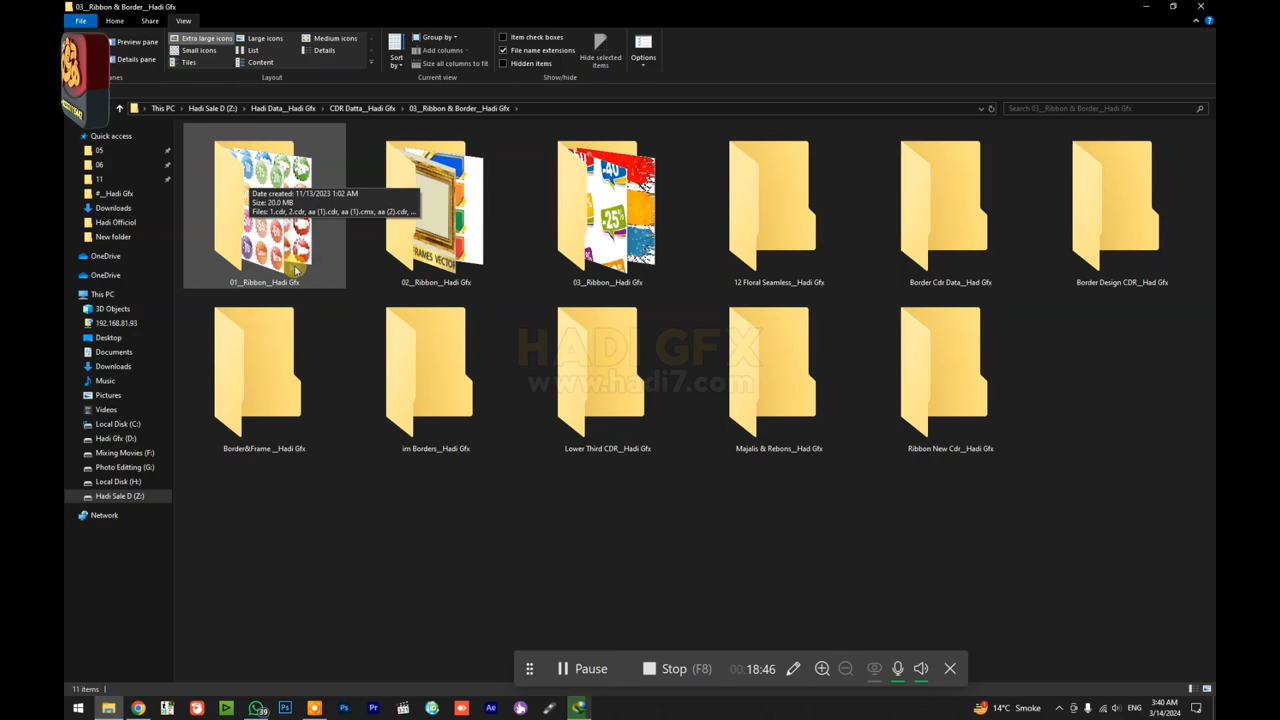 03__Ribbon & Border__Hadi Gfx
File Home Share View
Preview pane
Details pane
Extra large icons Large icons Medium icons
Small icons List Details
Tiles Content
Layout
Sort by
Group by
Add columns
Size all columns to fit
Current view
Item check boxes
File name extensions
Hidden items
Hide selected items
Show/hide
Options
This PC Hadi Sale D (Z:) Hadi Data__Hadi Gfx CDR Datta__Hadi Gfx 03__Ribbon & Border__Hadi Gfx
Search 03__Ribbon & Border__Hadi Gfx
Quick access
05
06
11
#__Hadi Gfx
Downloads
Hadi Officiol
New folder
OneDrive
OneDrive
This PC
3D Objects
192.168.81.93
Desktop
Documents
Downloads
Music
Pictures
Videos
Local Disk (C:)
Hadi Gfx (D:)
Mixing Movies (F:)
Photo Editting (G:)
Local Disk (H:)
Hadi Sale D (Z:)
Network
Date created: 11/13/2023 1:02 AM
Size: 20.0 MB
Files: 1.cdr, 2.cdr, aa (1).cdr, aa (1).cmx, aa (2).cdr, ...
FRAMES VECTOR
-25%
01__Ribbon__Hadi Gfx
02__Ribbon__Hadi Gfx
03__Ribbon__Hadi Gfx
12 Floral Seamless__Hadi Gfx
Border Cdr Data__Had Gfx
Border Design CDR__Had Gfx
HADI GFX
www.hadi7.com
Border&Frame __Hadi Gfx
im Borders__Hadi Gfx
Lower Third CDR__Hadi Gfx
Majalis & Rebons__Had Gfx
Ribbon New Cdr__Hadi Gfx
Pause Stop (F8) 00:18:46
11 items
39
14°C Smoke
ENG
3:40 AM
3/14/2024